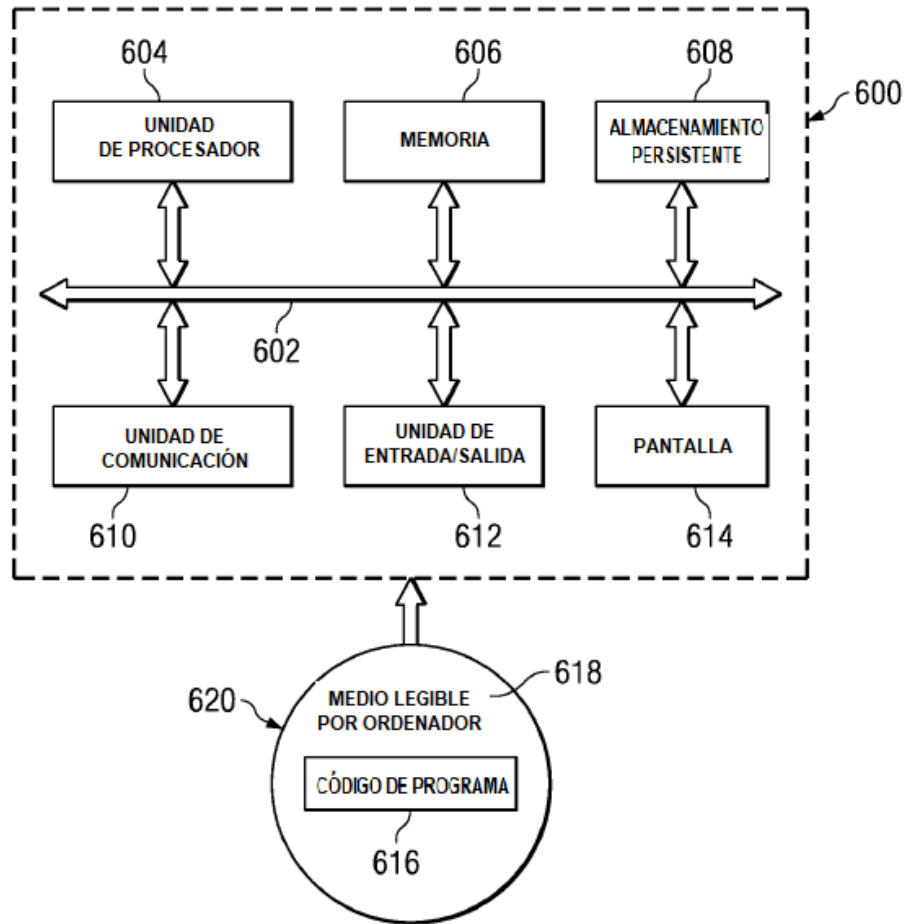 604
606
608
600
UNIDAD
DE PROCESADOR
MEMORIA
ALMACENAMIENTO
PERSISTENTE
602
UNIDAD DE
COMUNICACIÓN
UNIDAD DE
ENTRADA/SALIDA
PANTALLA
610
612
614
618
620
MEDIO LEGIBLE
POR ORDENADOR
CÓDIGO DE PROGRAMA
616